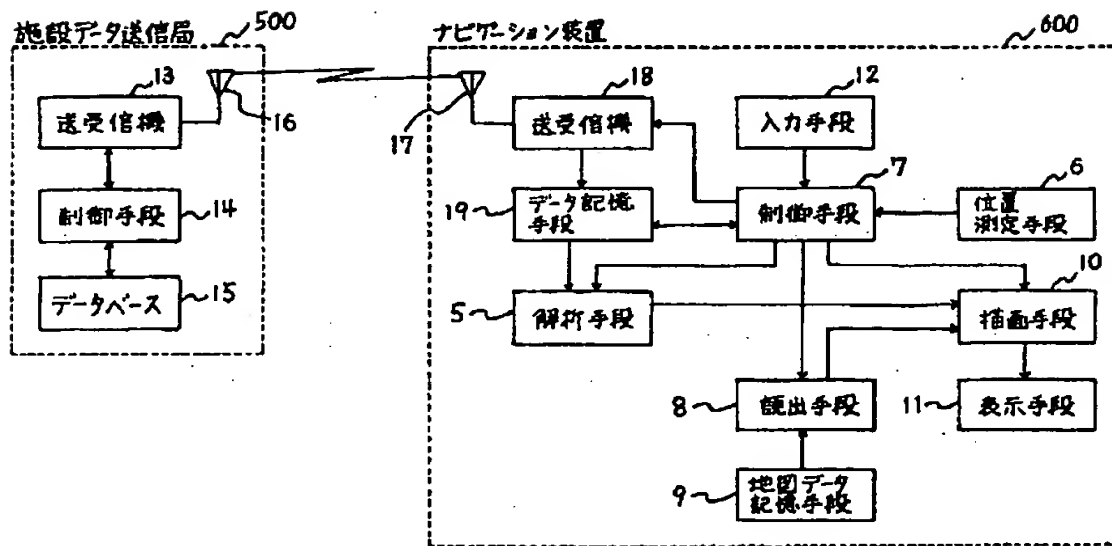 施設データ送信局
500
13
送受信機
16
制御手段
14
データベース
15
ナビゲーション装置
600
17
18
送受信機
12
入力手段
7
制御手段
6
位置
測定手段
19
データ記憶
手段
5
解析手段
10
描画手段
8
読出手段
11
表示手段
9
地図データ
記憶手段